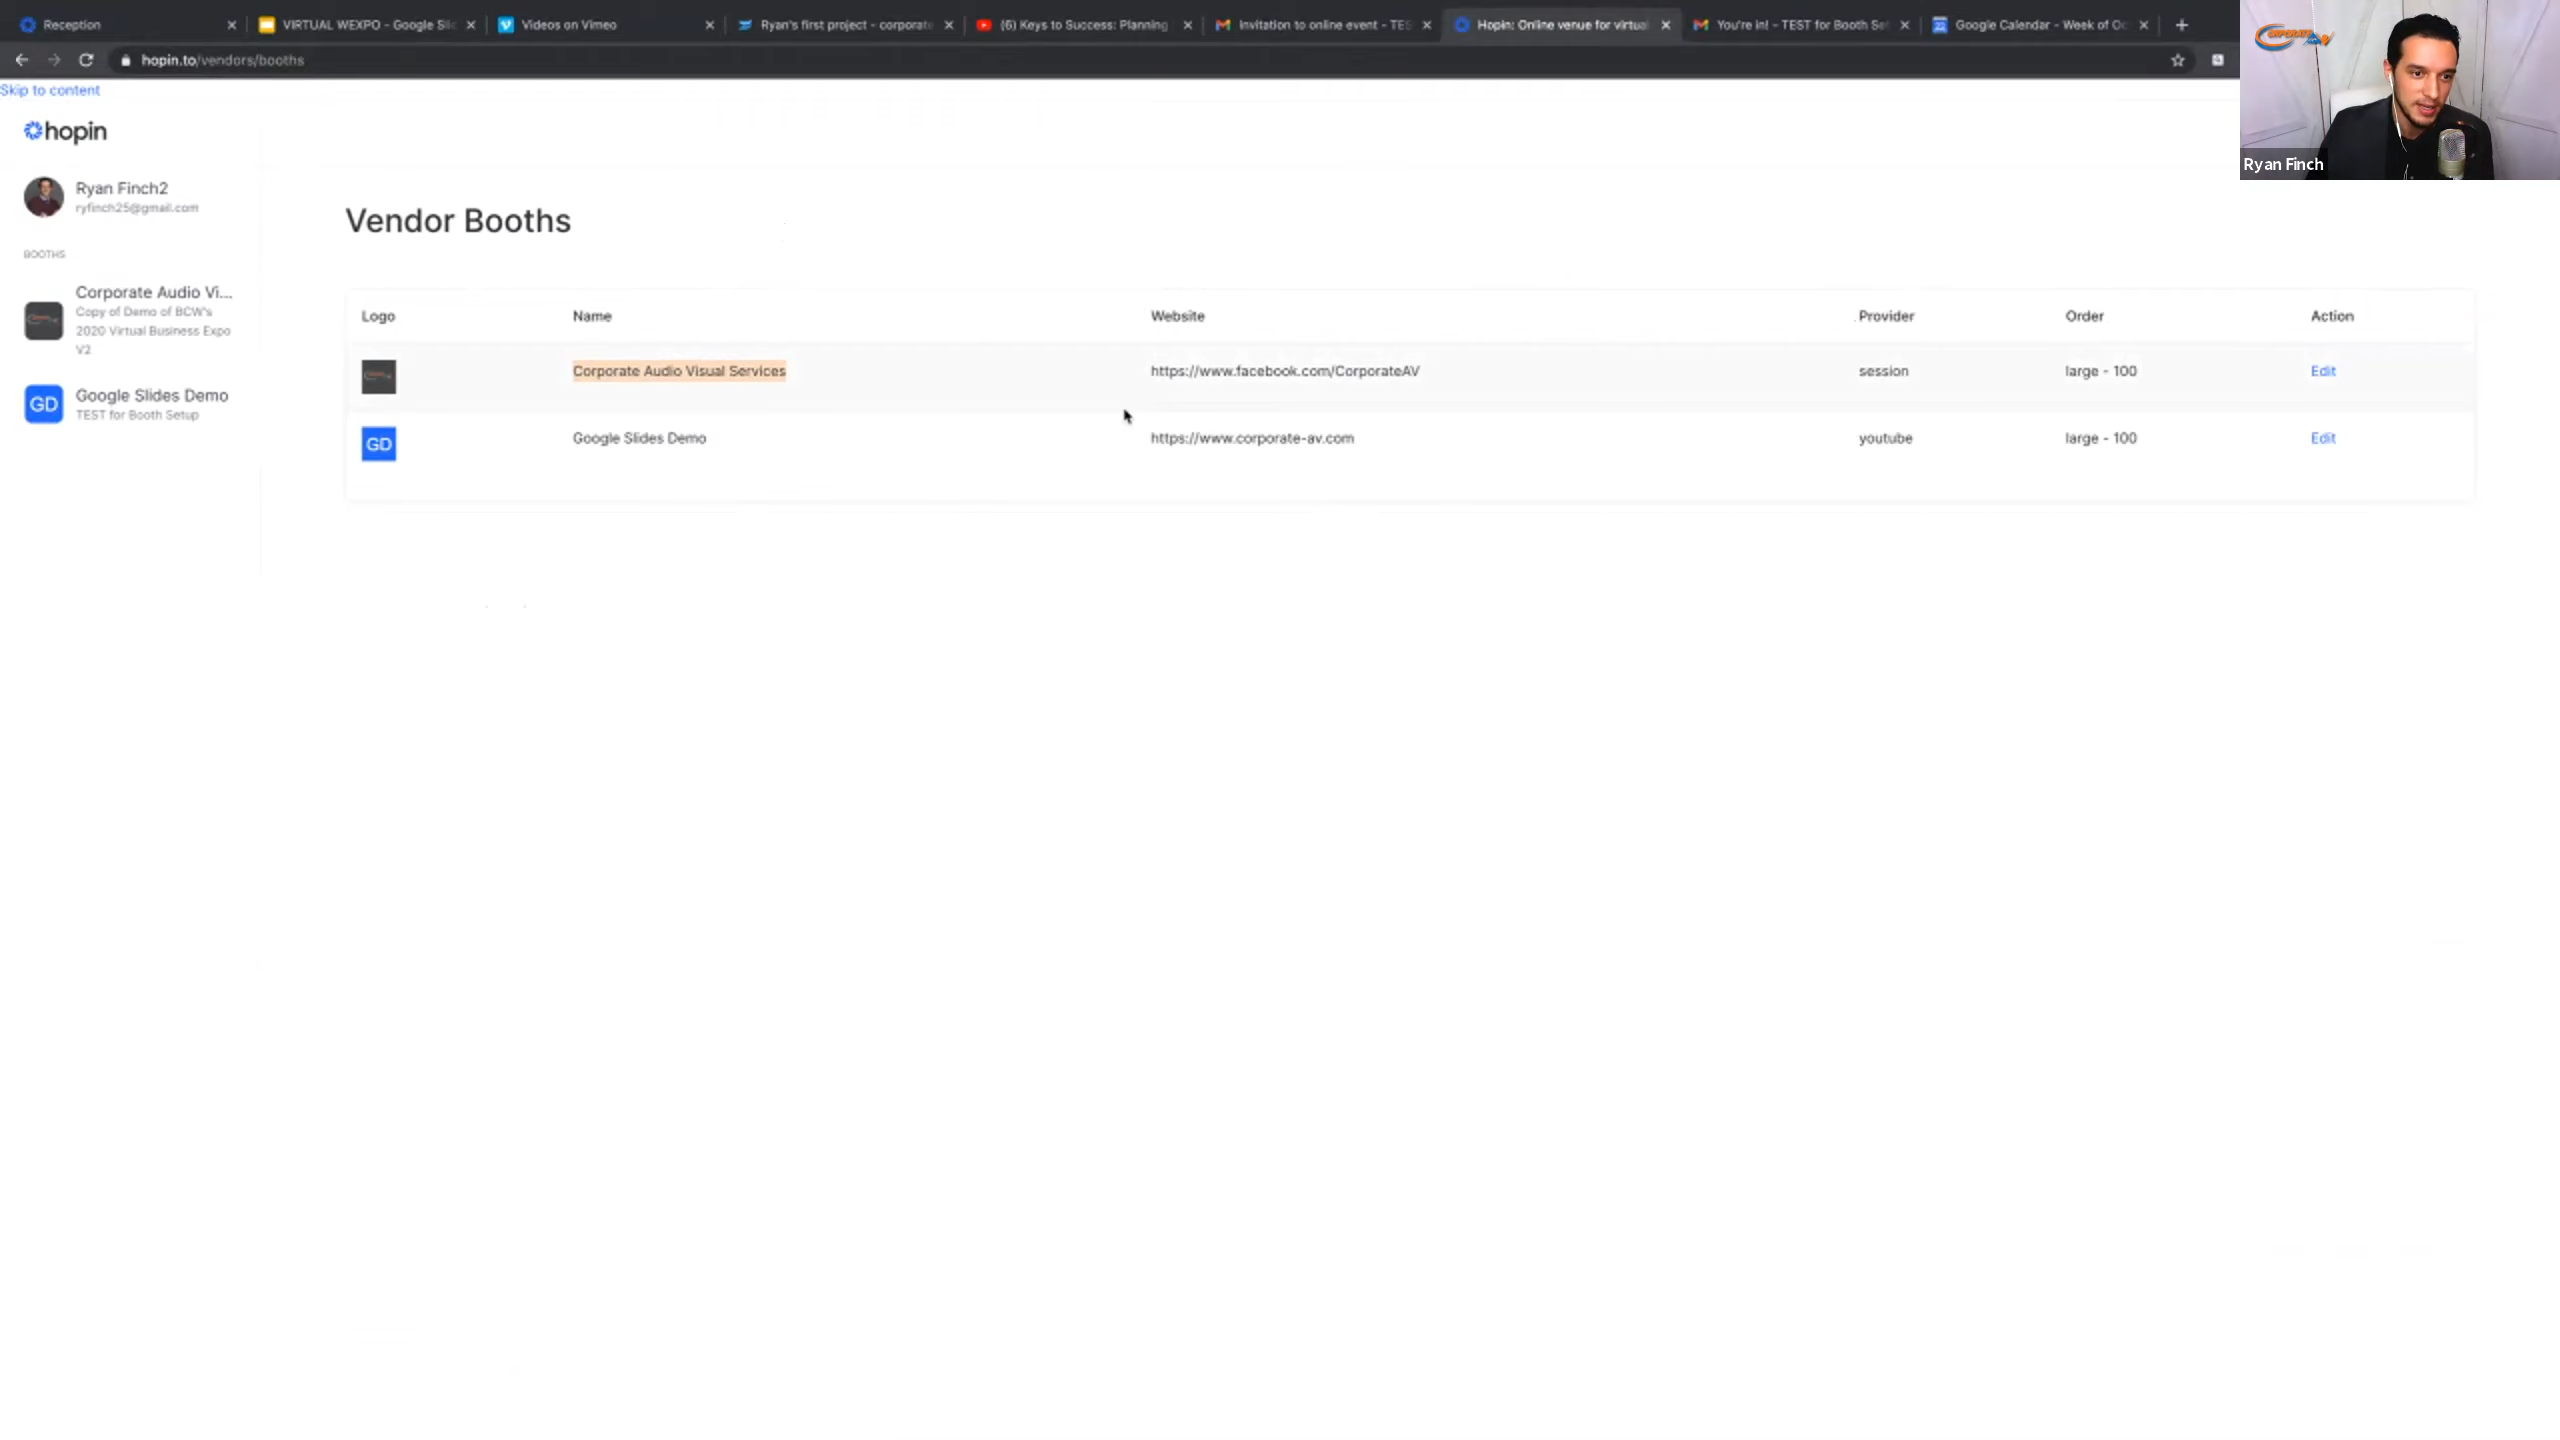 Reception
VIRTUAL WEXPO - Google Slid
Videos on Vimeo
Ryan's first project - corporate
(6) Keys to Success: Planning
Invitation to online event - TES
Hopin: Online venue for virtual
You're in! - TEST for Booth Se
Google Calendar - Week of Oc
hopin.to/vendors/booths
Skip to content
hopin
Ryan Finch2
ryfinch25@gmail.com
BOOTHS
Corporate Audio Vi...
Copy of Demo of BCW's
2020 Virtual Business Expo
V2
GD
Google Slides Demo
TEST for Booth Setup
Vendor Booths
Logo Name Website Provider Order Action
Corporate Audio Visual Services https://www.facebook.com/CorporateAV session large - 100 Edit
GD Google Slides Demo https://www.corporate-av.com youtube large - 100 Edit
CORPORATE AV
Ryan Finch